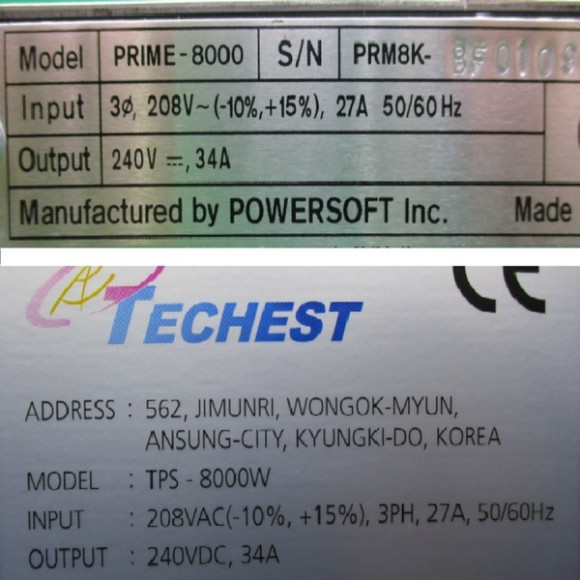 Model PRIME-8000 S/N PRM8K- BF0109
Input 3ø, 208V~(-10%,+15%), 27A 50/60Hz
Output 240V ⎓, 34A
Manufactured by POWERSOFT Inc. Made
TECHEST CE
ADDRESS : 562, JIMUNRI, WONGOK-MYUN,
ANSUNG-CITY, KYUNGKI-DO, KOREA
MODEL : TPS - 8000W
INPUT : 208VAC(-10%, +15%), 3PH, 27A, 50/60Hz
OUTPUT : 240VDC, 34A